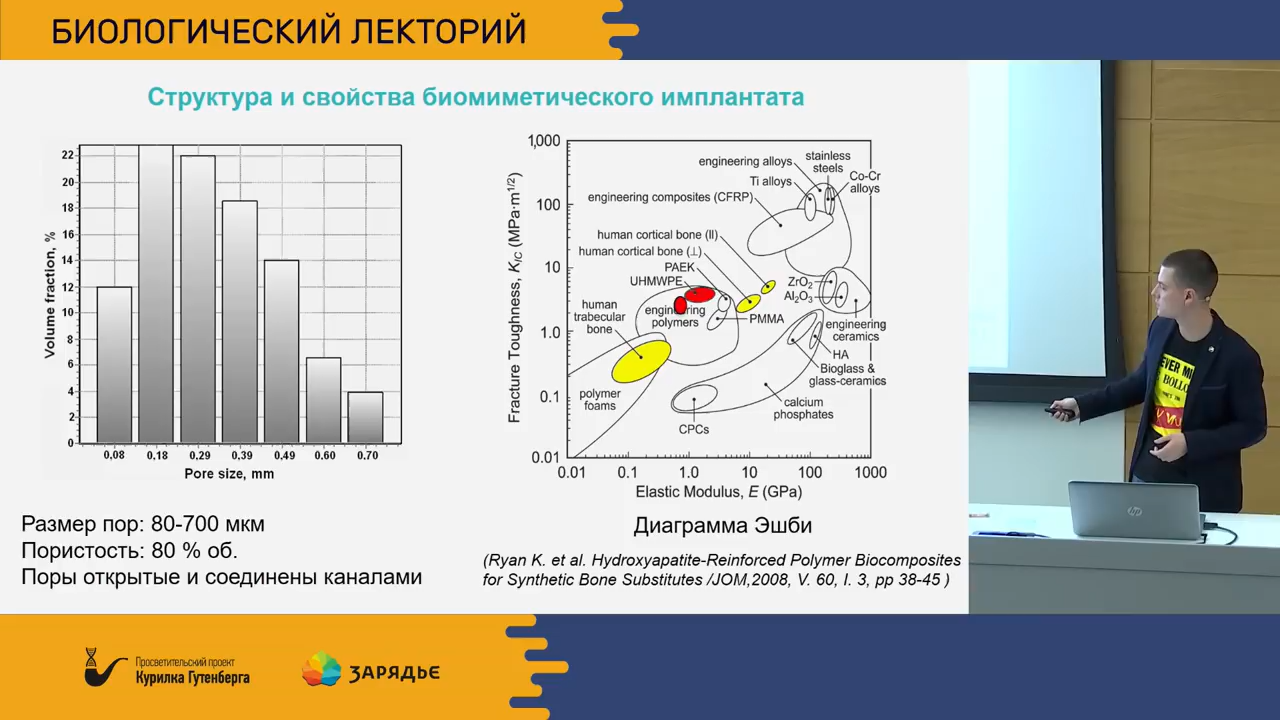 БИОЛОГИЧЕСКИЙ ЛЕКТОРИЙ
Структура и свойства биомиметического имплантата
Volume fraction, %
22
20
18
16
14
12
10
8
6
4
2
0
0,08 0,18 0,29 0,39 0,49 0,60 0,70
Pore size, mm
Размер пор: 80-700 мкм
Пористость: 80 % об.
Поры открытые и соединены каналами
Fracture Toughness, K_IC (MPa·m^1/2)
1,000
100
10
1.0
0.1
0.01
0.01 0.1 1.0 10 100 1000
Elastic Modulus, E (GPa)
engineering alloys
stainless
steels
Ti alloys
Co-Cr
alloys
engineering composites (CFRP)
human cortical bone (||)
human cortical bone (⊥)
PAEK
UHMWPE
ZrO2
Al2O3
human
trabecular
bone
engineering
polymers
PMMA
engineering
ceramics
HA
Bioglass &
glass-ceramics
polymer
foams
calcium
phosphates
CPCs
Диаграмма Эшби
(Ryan K. et al. Hydroxyapatite-Reinforced Polymer Biocomposites
for Synthetic Bone Substitutes /JOM,2008, V. 60, I. 3, pp 38-45 )
EVER MI
BOLLO
hp
Просветительский проект
Курилка Гутенберга
ЗАРЯДЬЕ